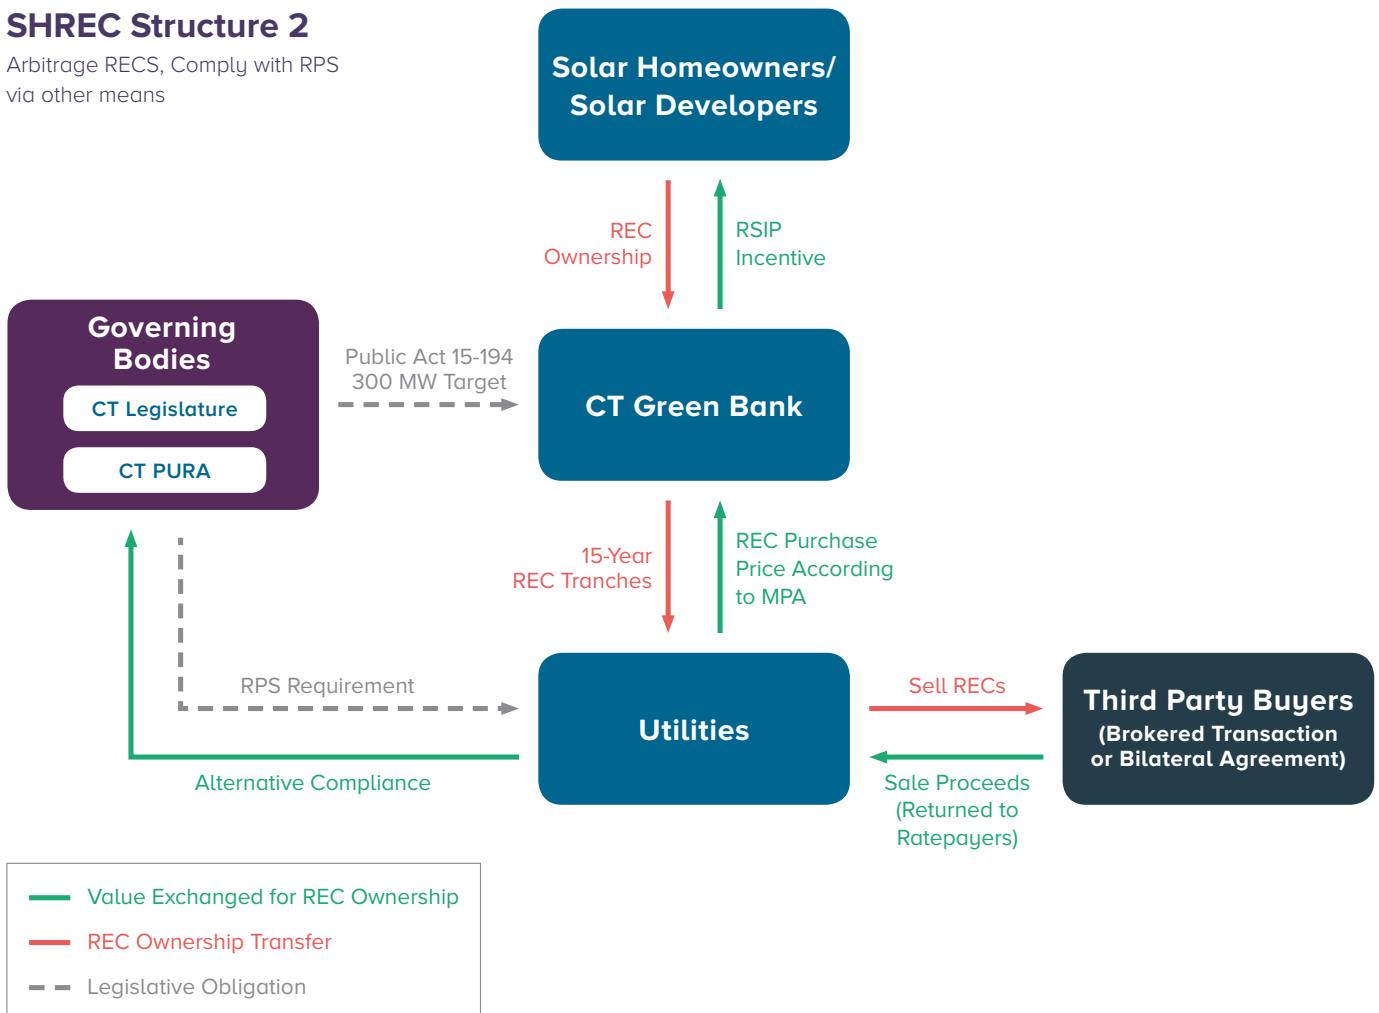 SHREC Structure 2
Arbitrage RECS, Comply with RPS
via other means
Solar Homeowners/
Solar Developers
REC
Ownership
RSIP
Incentive
Governing
Bodies
CT Legislature
CT PURA
Public Act 15-194
300 MW Target
CT Green Bank
15-Year
REC Tranches
REC Purchase
Price According
to MPA
RPS Requirement
Alternative Compliance
Utilities
Sell RECs
Sale Proceeds
(Returned to
Ratepayers)
Third Party Buyers
(Brokered Transaction
or Bilateral Agreement)
Value Exchanged for REC Ownership
REC Ownership Transfer
Legislative Obligation